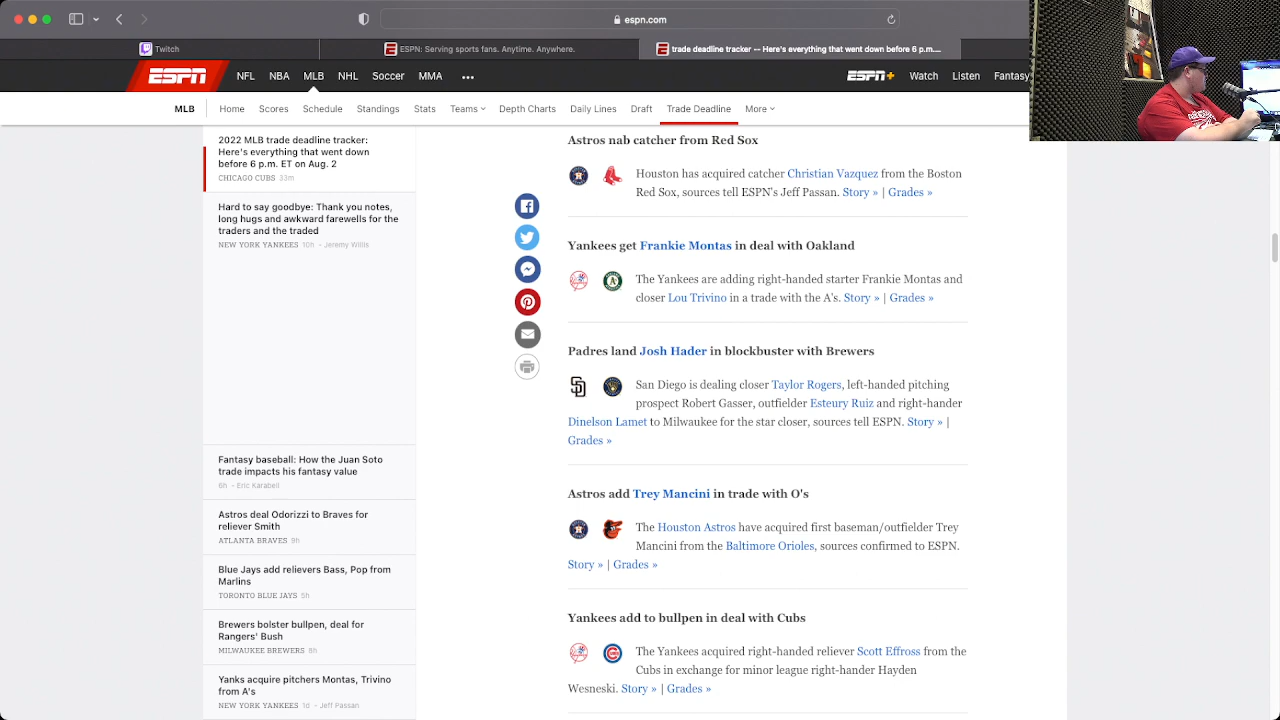 espn.com
Twitch
ESPN: Serving sports fans. Anytime. Anywhere.
trade deadline tracker -- Here's everything that went down before 6 p.m....
ESPN NFL NBA MLB NHL Soccer MMA ••• ESPN+ Watch Listen Fantasy
MLB Home Scores Schedule Standings Stats Teams Depth Charts Daily Lines Draft Trade Deadline More
2022 MLB trade deadline tracker:
Here's everything that went down
before 6 p.m. ET on Aug. 2
CHICAGO CUBS 33m
Hard to say goodbye: Thank you notes,
long hugs and awkward farewells for the
traders and the traded
NEW YORK YANKEES 10h - Jeremy Willis
Fantasy baseball: How the Juan Soto
trade impacts his fantasy value
6h - Eric Karabell
Astros deal Odorizzi to Braves for
reliever Smith
ATLANTA BRAVES 9h
Blue Jays add relievers Bass, Pop from
Marlins
TORONTO BLUE JAYS 5h
Brewers bolster bullpen, deal for
Rangers' Bush
MILWAUKEE BREWERS 8h
Yanks acquire pitchers Montas, Trivino
from A's
NEW YORK YANKEES 1d - Jeff Passan
Astros nab catcher from Red Sox
Houston has acquired catcher Christian Vazquez from the Boston
Red Sox, sources tell ESPN's Jeff Passan. Story » | Grades »
Yankees get Frankie Montas in deal with Oakland
The Yankees are adding right-handed starter Frankie Montas and
closer Lou Trivino in a trade with the A's. Story » | Grades »
Padres land Josh Hader in blockbuster with Brewers
San Diego is dealing closer Taylor Rogers, left-handed pitching
prospect Robert Gasser, outfielder Esteury Ruiz and right-hander
Dinelson Lamet to Milwaukee for the star closer, sources tell ESPN. Story » |
Grades »
Astros add Trey Mancini in trade with O's
The Houston Astros have acquired first baseman/outfielder Trey
Mancini from the Baltimore Orioles, sources confirmed to ESPN.
Story » | Grades »
Yankees add to bullpen in deal with Cubs
The Yankees acquired right-handed reliever Scott Effross from the
Cubs in exchange for minor league right-hander Hayden
Wesneski. Story » | Grades »